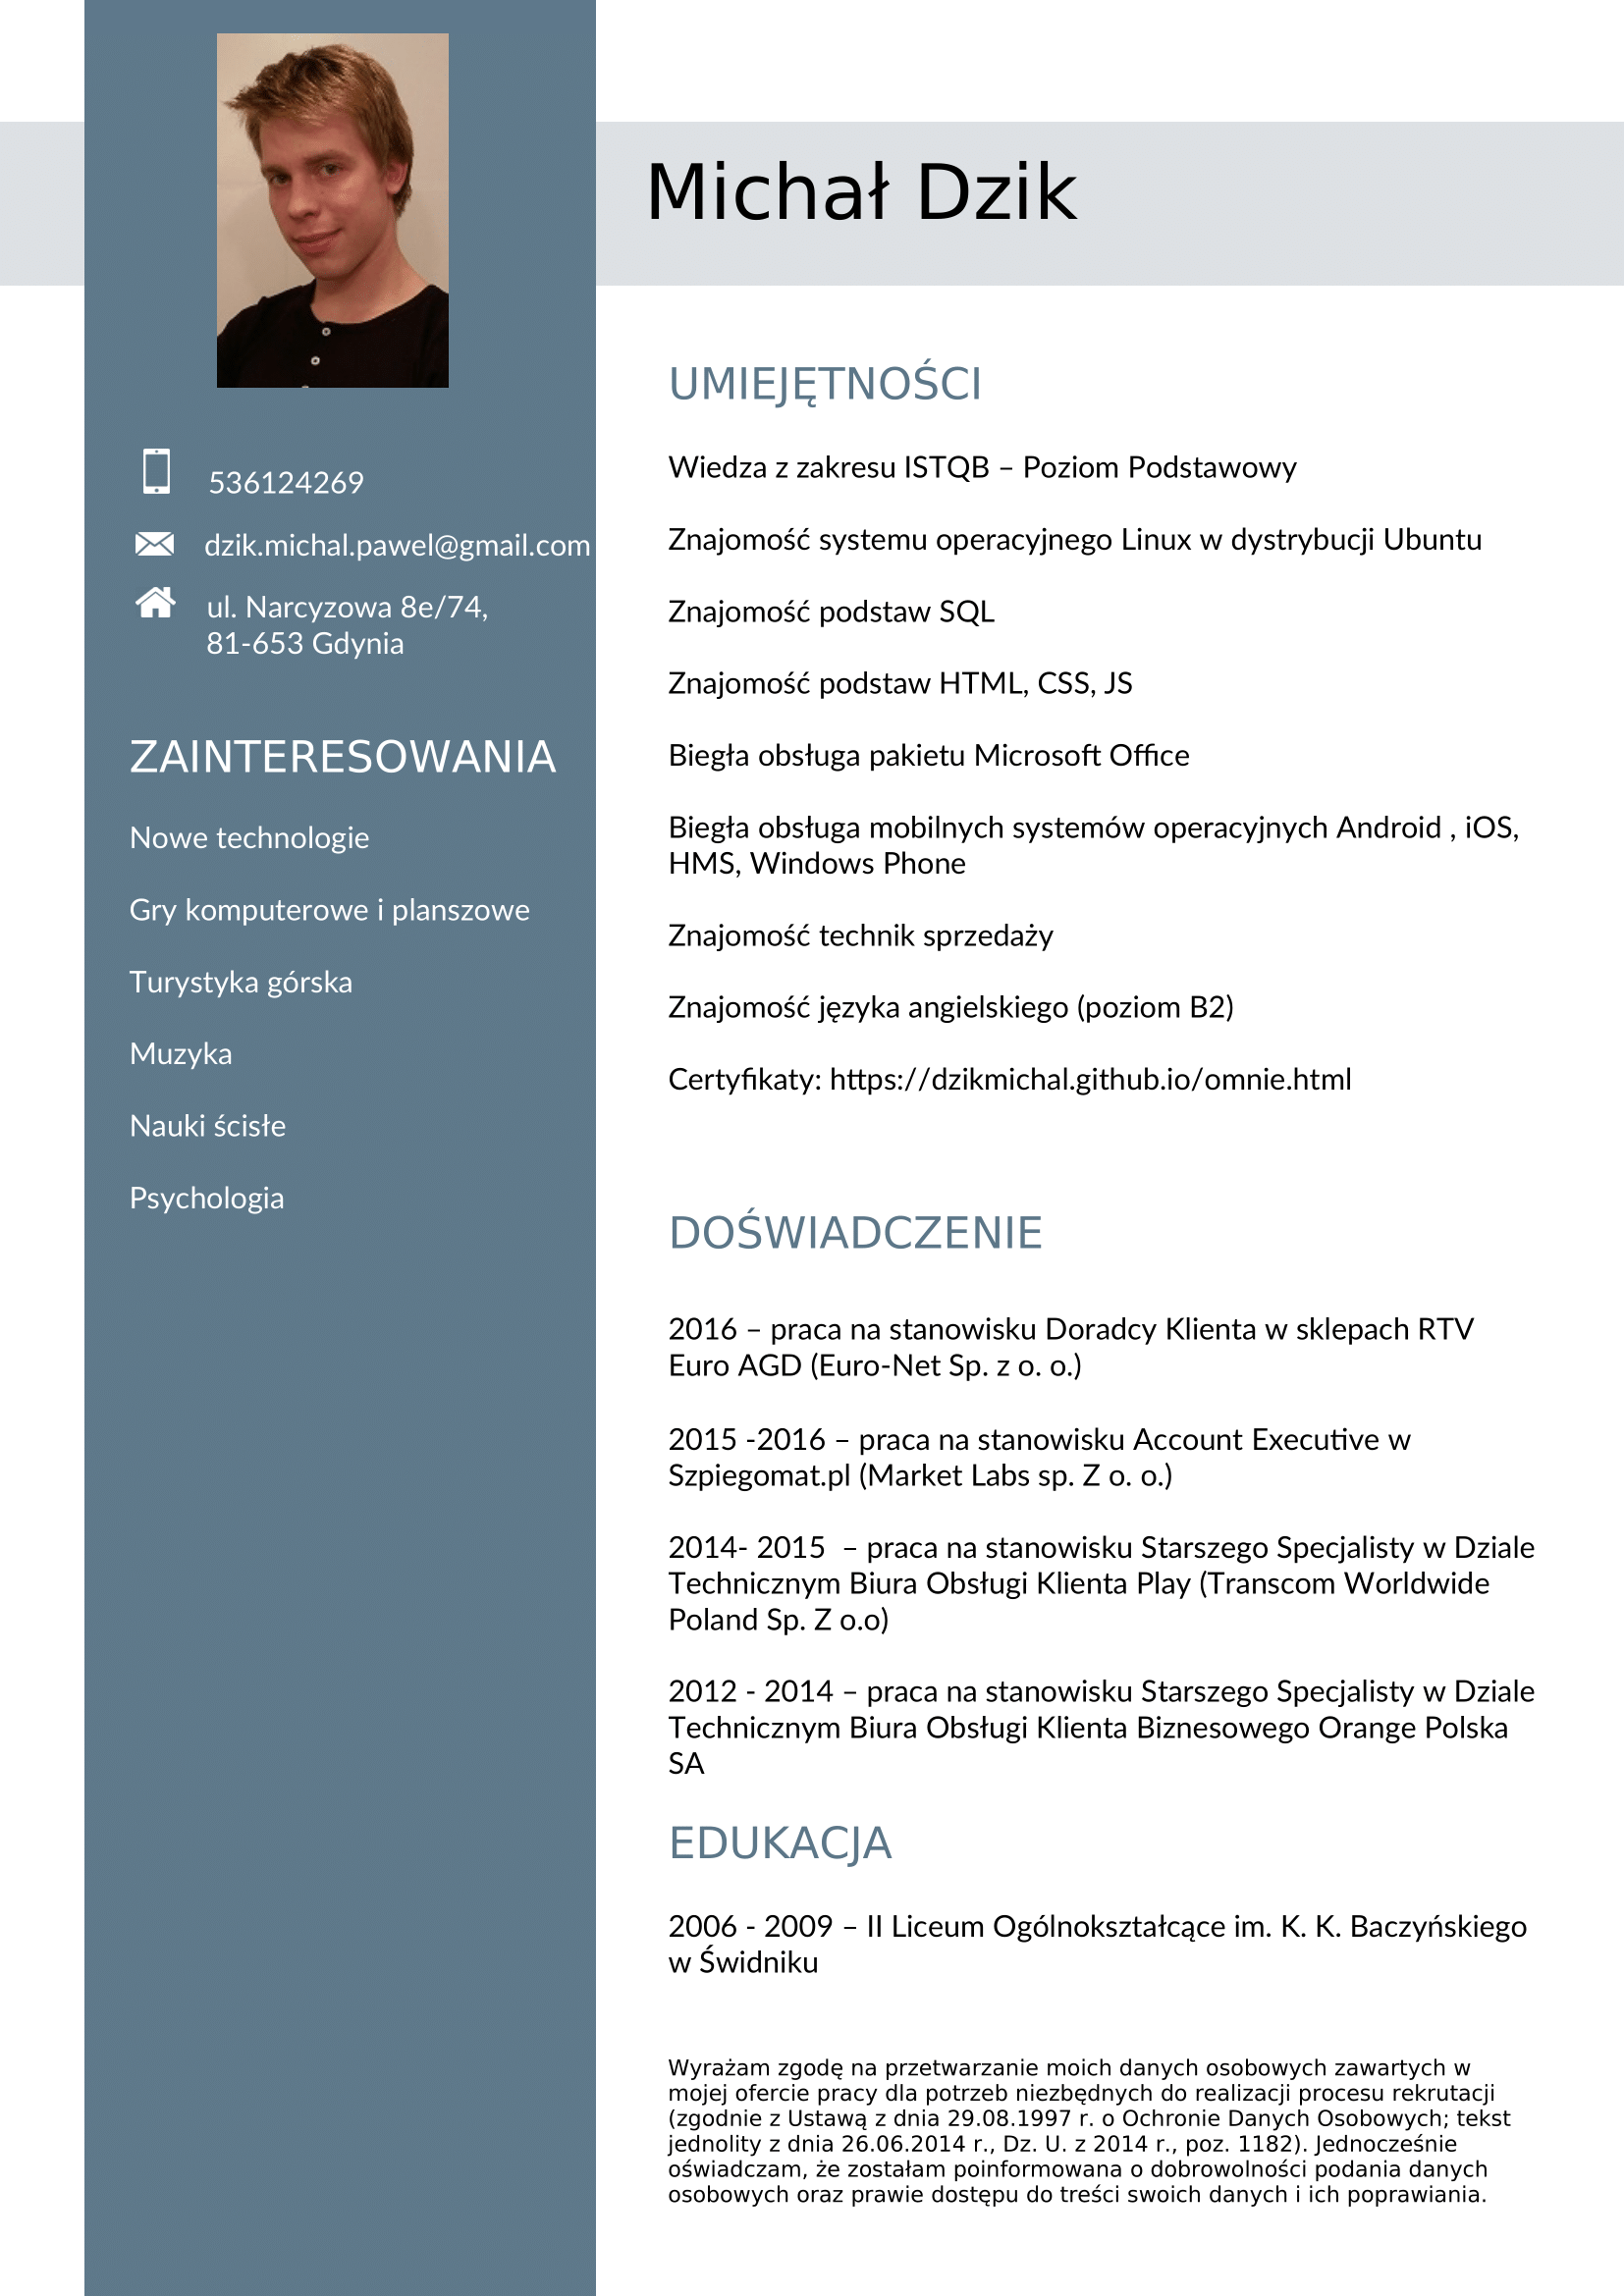 Michał Dzik
536124269
dzik.michal.pawel@gmail.com
ul. Narcyzowa 8e/74,
81-653 Gdynia
ZAINTERESOWANIA
Nowe technologie
Gry komputerowe i planszowe
Turystyka górska
Muzyka
Nauki ścisłe
Psychologia
UMIEJĘTNOŚCI
Wiedza z zakresu ISTQB – Poziom Podstawowy
Znajomość systemu operacyjnego Linux w dystrybucji Ubuntu
Znajomość podstaw SQL
Znajomość podstaw HTML, CSS, JS
Biegła obsługa pakietu Microsoft Office
Biegła obsługa mobilnych systemów operacyjnych Android , iOS,
HMS, Windows Phone
Znajomość technik sprzedaży
Znajomość języka angielskiego (poziom B2)
Certyfikaty: https://dzikmichal.github.io/omnie.html
DOŚWIADCZENIE
2016 – praca na stanowisku Doradcy Klienta w sklepach RTV
Euro AGD (Euro-Net Sp. z o. o.)
2015 -2016 – praca na stanowisku Account Executive w
Szpiegomat.pl (Market Labs sp. Z o. o.)
2014- 2015  – praca na stanowisku Starszego Specjalisty w Dziale
Technicznym Biura Obsługi Klienta Play (Transcom Worldwide
Poland Sp. Z o.o)
2012 - 2014 – praca na stanowisku Starszego Specjalisty w Dziale
Technicznym Biura Obsługi Klienta Biznesowego Orange Polska
SA
EDUKACJA
2006 - 2009 – II Liceum Ogólnokształcące im. K. K. Baczyńskiego
w Świdniku
Wyrażam zgodę na przetwarzanie moich danych osobowych zawartych w
mojej ofercie pracy dla potrzeb niezbędnych do realizacji procesu rekrutacji
(zgodnie z Ustawą z dnia 29.08.1997 r. o Ochronie Danych Osobowych; tekst
jednolity z dnia 26.06.2014 r., Dz. U. z 2014 r., poz. 1182). Jednocześnie
oświadczam, że zostałam poinformowana o dobrowolności podania danych
osobowych oraz prawie dostępu do treści swoich danych i ich poprawiania.